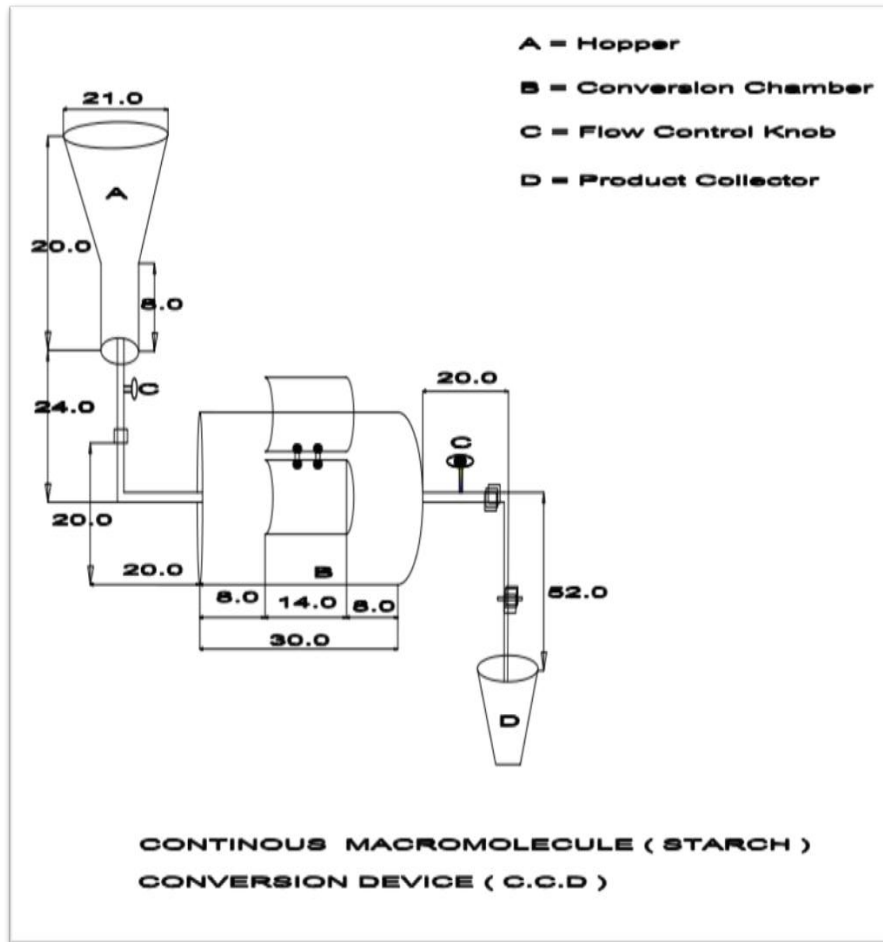 A = Hopper
B = Conversion Chamber
C = Flow Control Knob
D = Product Collector
21.0
A
20.0
8.0
C
24.0
20.0
20.0
C
20.0
B
8.0
14.0
8.0
30.0
52.0
D
CONTINOUS MACROMOLECULE ( STARCH )
CONVERSION DEVICE ( C.C.D )